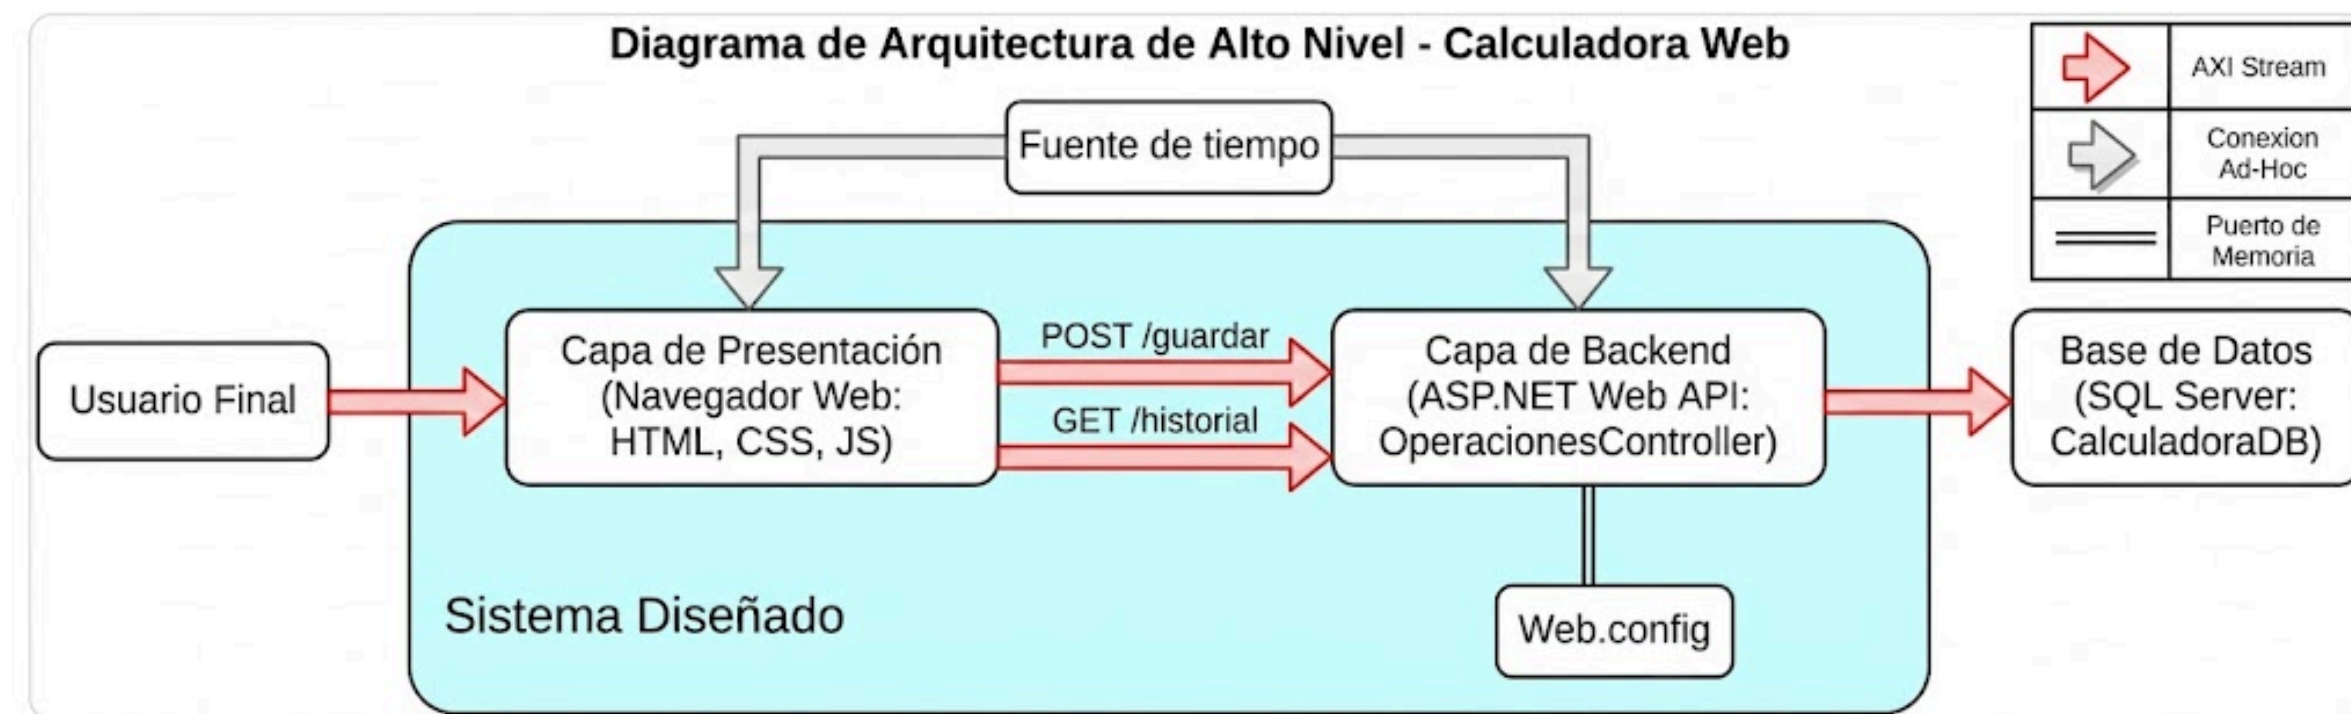 Diagrama de Arquitectura de Alto Nivel - Calculadora Web
AXI Stream
Conexion
Ad-Hoc
Puerto de
Memoria
Fuente de tiempo
Usuario Final
Capa de Presentación
(Navegador Web:
HTML, CSS, JS)
POST /guardar
GET /historial
Capa de Backend
(ASP.NET Web API:
OperacionesController)
Base de Datos
(SQL Server:
CalculadoraDB)
Sistema Diseñado
Web.config